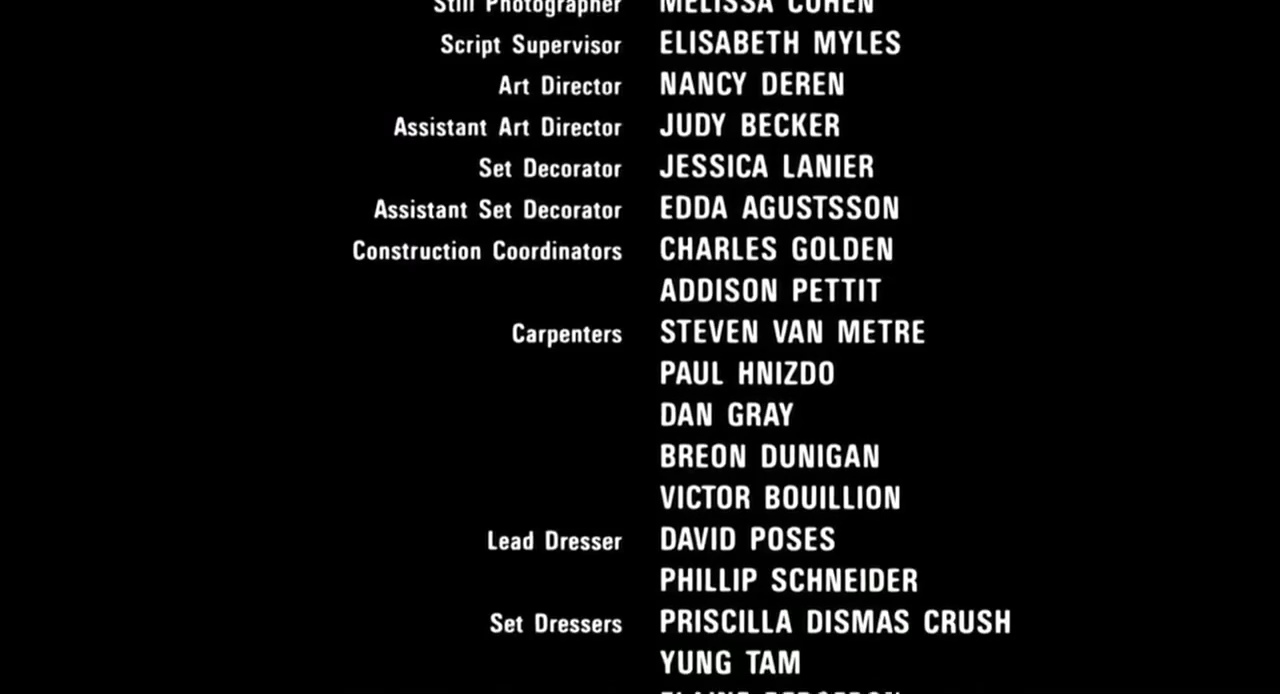 Still Photographer MELISSA COHEN
Script Supervisor ELISABETH MYLES
Art Director NANCY DEREN
Assistant Art Director JUDY BECKER
Set Decorator JESSICA LANIER
Assistant Set Decorator EDDA AGUSTSSON
Construction Coordinators CHARLES GOLDEN
ADDISON PETTIT
Carpenters STEVEN VAN METRE
PAUL HNIZDO
DAN GRAY
BREON DUNIGAN
VICTOR BOUILLION
Lead Dresser DAVID POSES
PHILLIP SCHNEIDER
Set Dressers PRISCILLA DISMAS CRUSH
YUNG TAM